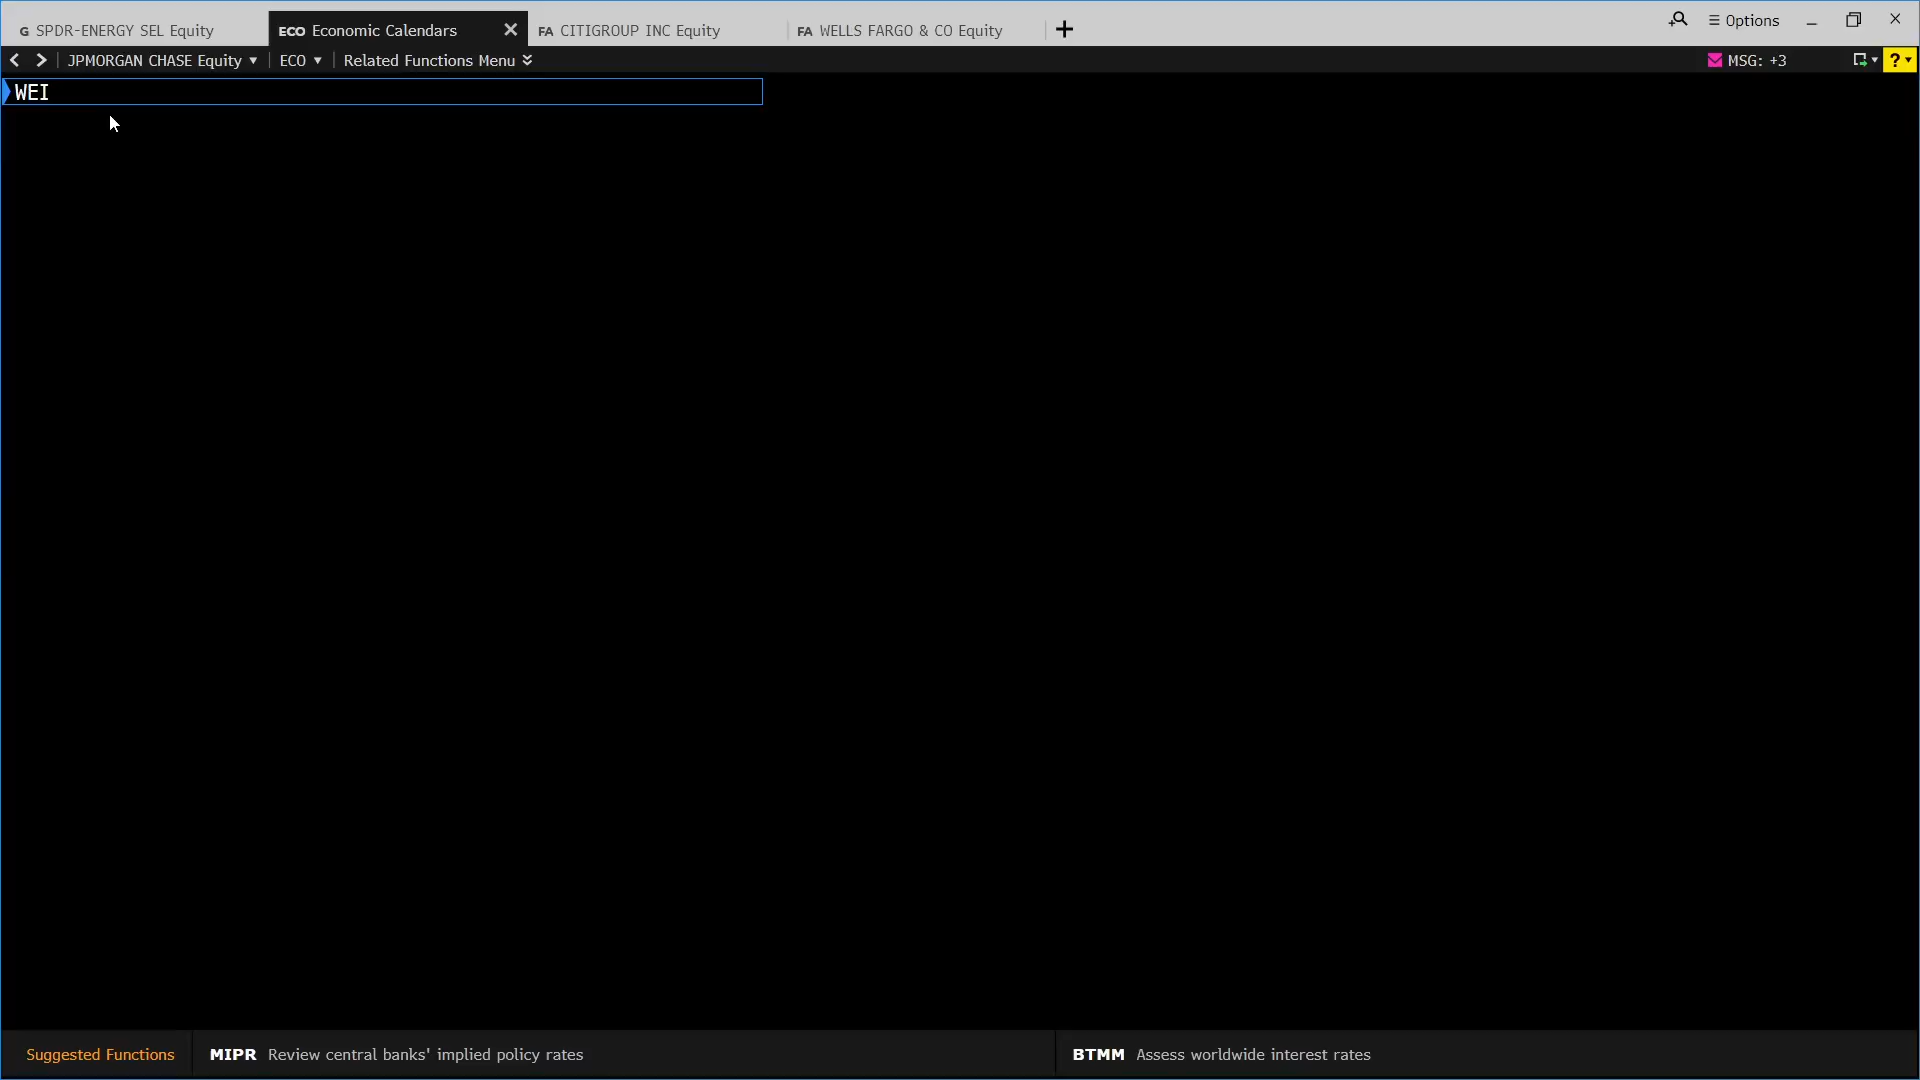 G SPDR-ENERGY SEL Equity ECO Economic Calendars FA CITIGROUP INC Equity FA WELLS FARGO & CO Equity Options
JPMORGAN CHASE Equity ECO Related Functions Menu MSG: +3 ?
WEI
Suggested Functions MIPR Review central banks' implied policy rates BTMM Assess worldwide interest rates